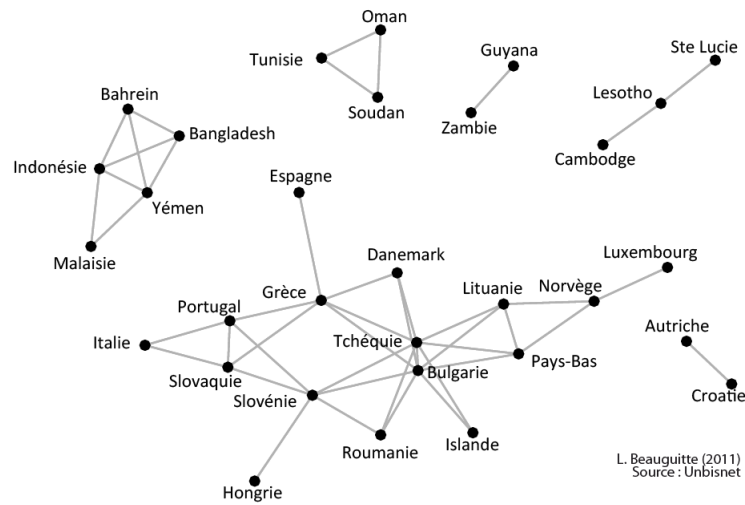 Oman
Tunisie
Guyana
Ste Lucie
Bahrein
Lesotho
Soudan
Bangladesh
Zambie
Cambodge
Indonésie
Espagne
Yémen
Danemark
Luxembourg
Malaisie
Grèce
Lituanie
Norvège
Portugal
Autriche
Italie
Tchéquie
Pays-Bas
Bulgarie
Slovaquie
Slovénie
Croatie
Islande
Roumanie
Hongrie
L. Beauguitte (2011)
Source : Unbisnet